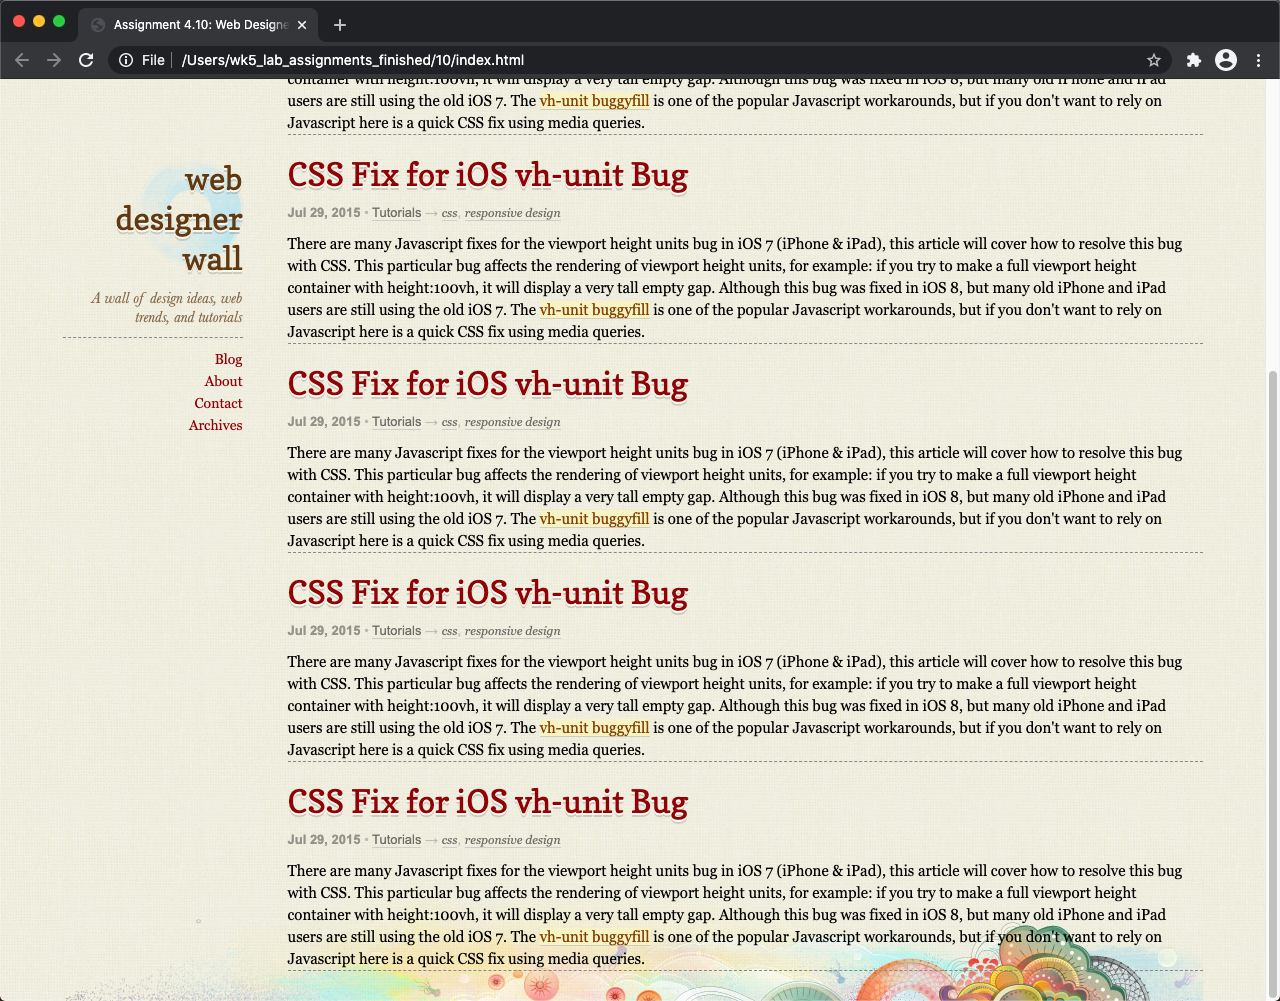 Assignment 4.10: Web Designe
File
/Users/wk5_lab_assignments_finished/10/index.html
web
designer
wall
A wall of design ideas, web
trends, and tutorials
Blog
About
Contact
Archives
container with height:100vh, it will display a very tall empty gap. Although this bug was fixed in iOS 8, but many old iPhone and iPad
users are still using the old iOS 7. The vh-unit buggyfill is one of the popular Javascript workarounds, but if you don't want to rely on
Javascript here is a quick CSS fix using media queries.
CSS Fix for iOS vh-unit Bug
Jul 29, 2015 • Tutorials → css, responsive design
There are many Javascript fixes for the viewport height units bug in iOS 7 (iPhone & iPad), this article will cover how to resolve this bug
with CSS. This particular bug affects the rendering of viewport height units, for example: if you try to make a full viewport height
container with height:100vh, it will display a very tall empty gap. Although this bug was fixed in iOS 8, but many old iPhone and iPad
users are still using the old iOS 7. The vh-unit buggyfill is one of the popular Javascript workarounds, but if you don't want to rely on
Javascript here is a quick CSS fix using media queries.
CSS Fix for iOS vh-unit Bug
Jul 29, 2015 • Tutorials → css, responsive design
There are many Javascript fixes for the viewport height units bug in iOS 7 (iPhone & iPad), this article will cover how to resolve this bug
with CSS. This particular bug affects the rendering of viewport height units, for example: if you try to make a full viewport height
container with height:100vh, it will display a very tall empty gap. Although this bug was fixed in iOS 8, but many old iPhone and iPad
users are still using the old iOS 7. The vh-unit buggyfill is one of the popular Javascript workarounds, but if you don't want to rely on
Javascript here is a quick CSS fix using media queries.
CSS Fix for iOS vh-unit Bug
Jul 29, 2015 • Tutorials → css, responsive design
There are many Javascript fixes for the viewport height units bug in iOS 7 (iPhone & iPad), this article will cover how to resolve this bug
with CSS. This particular bug affects the rendering of viewport height units, for example: if you try to make a full viewport height
container with height:100vh, it will display a very tall empty gap. Although this bug was fixed in iOS 8, but many old iPhone and iPad
users are still using the old iOS 7. The vh-unit buggyfill is one of the popular Javascript workarounds, but if you don't want to rely on
Javascript here is a quick CSS fix using media queries.
CSS Fix for iOS vh-unit Bug
Jul 29, 2015 • Tutorials → css, responsive design
There are many Javascript fixes for the viewport height units bug in iOS 7 (iPhone & iPad), this article will cover how to resolve this bug
with CSS. This particular bug affects the rendering of viewport height units, for example: if you try to make a full viewport height
container with height:100vh, it will display a very tall empty gap. Although this bug was fixed in iOS 8, but many old iPhone and iPad
users are still using the old iOS 7. The vh-unit buggyfill is one of the popular Javascript workarounds, but if you don't want to rely on
Javascript here is a quick CSS fix using media queries.